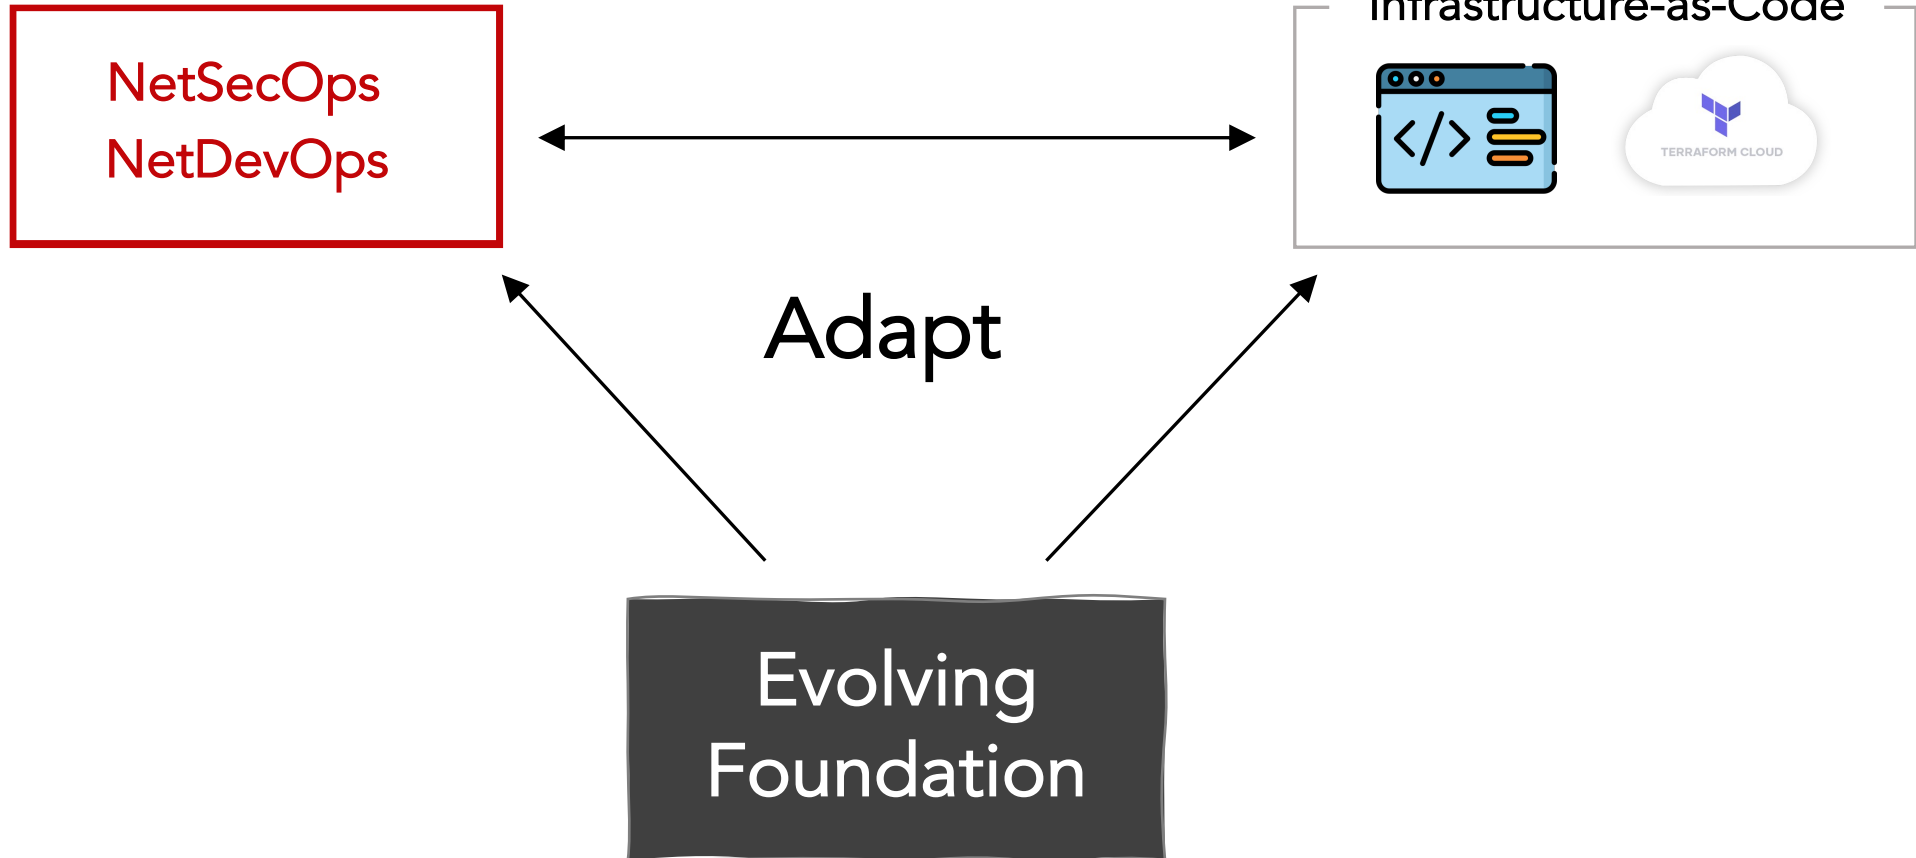 Infrastructure-as-Code
NetSecOps
NetDevOps
</>
TERRAFORM CLOUD
Adapt
Evolving
Foundation